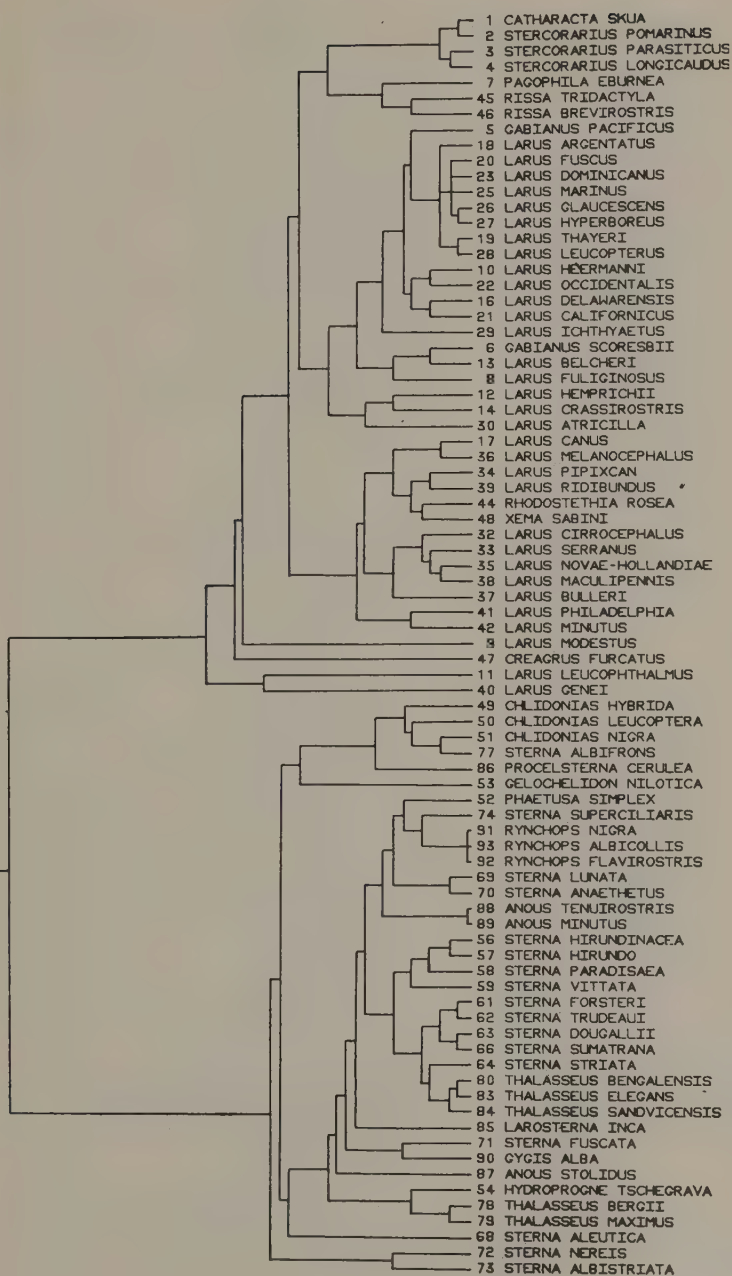 1 CATHARACTA SKUA
2 STERCORARIUS POMARINUS
3 STERCORARIUS PARASITICUS
4 STERCORARIUS LONGICAUDUS
7 PAGOPHILA EBURNEA
45 RISSA TRIDACTYLA
46 RISSA BREVIROSTRIS
5 GABIANUS PACIFICUS
18 LARUS ARGENTATUS
20 LARUS FUSCUS
23 LARUS DOMINICANUS
25 LARUS MARINUS
26 LARUS GLAUCESCENS
27 LARUS HYPERBOREUS
19 LARUS THAYERI
28 LARUS LEUCOPTERUS
10 LARUS HEERMANNI
22 LARUS OCCIDENTALIS
16 LARUS DELAWARENSIS
21 LARUS CALIFORNICUS
29 LARUS ICHTHYAETUS
6 GABIANUS SCORESBII
13 LARUS BELCHERI
8 LARUS FULIGINOSUS
12 LARUS HEMPRICHII
14 LARUS CRASSIROSTRIS
30 LARUS ATRICILLA
17 LARUS CANUS
36 LARUS MELANOCEPHALUS
34 LARUS PIPIXCAN
39 LARUS RIDIBUNDUS
44 RHODOSTETHIA ROSEA
48 XEMA SABINI
32 LARUS CIRROCEPHALUS
33 LARUS SERRANUS
35 LARUS NOVAE-HOLLANDIAE
38 LARUS MACULIPENNIS
37 LARUS BULLERI
41 LARUS PHILADELPHIA
42 LARUS MINUTUS
9 LARUS MODESTUS
47 CREAGRUS FURCATUS
11 LARUS LEUCOPHTHALMUS
40 LARUS GENEI
49 CHLIDONIAS HYBRIDA
50 CHLIDONIAS LEUCOPTERA
51 CHLIDONIAS NIGRA
77 STERNA ALBIFRONS
86 PROCELSTERNA CERULEA
53 GELOCHELIDON NILOTICA
52 PHAETUSA SIMPLEX
74 STERNA SUPERCILIARIS
91 RYNCHOPS NIGRA
93 RYNCHOPS ALBICOLLIS
92 RYNCHOPS FLAVIROSTRIS
69 STERNA LUNATA
70 STERNA ANAETHETUS
88 ANOUS TENUIROSTRIS
89 ANOUS MINUTUS
56 STERNA HIRUNDINACEA
57 STERNA HIRUNDO
58 STERNA PARADISAEA
59 STERNA VITTATA
61 STERNA FORSTERI
62 STERNA TRUDEAUI
63 STERNA DOUGALLII
66 STERNA SUMATRANA
64 STERNA STRIATA
80 THALASSEUS BENGALENSIS
83 THALASSEUS ELEGANS
84 THALASSEUS SANDVICENSIS
85 LAROSTERNA INCA
71 STERNA FUSCATA
90 GYGIS ALBA
87 ANOUS STOLIDUS
54 HYDROPROGNE TSCHEGRAVA
78 THALASSEUS BERGII
79 THALASSEUS MAXIMUS
68 STERNA ALEUTICA
72 STERNA NEREIS
73 STERNA ALBISTRIATA